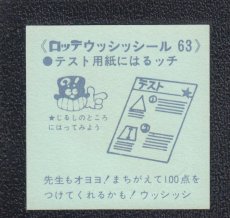 《ロッテウッシッシール 63》
●テスト用紙にはるッチ
?!
テスト
①
②
★じるしのところ
にはってみよう
先生もオヨヨ!まちがえて100点を
つけてくれるかも!ウッシッシ